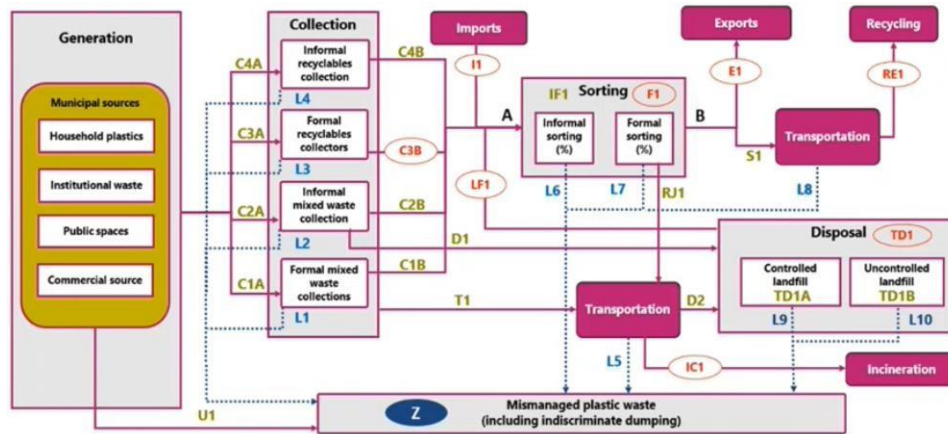 Generation
Municipal sources
Household plastics
Institutional waste
Public spaces
Commercial source
Collection
Informal
recyclables
collection
Formal
recyclables
collectors
Informal
mixed waste
collection
Formal mixed
waste
collections
C4A
C3A
C2A
C1A
L4
L3
L2
L1
C4B
C3B
C2B
C1B
D1
T1
U1
Imports
I1
A
LF1
IF1 Sorting F1
Informal
sorting
(%)
Formal
sorting
(%)
L6
L7
RJ1
B
Exports
E1
Recycling
RE1
S1
Transportation
L8
Disposal TD1
Controlled
landfill
TD1A
Uncontrolled
landfill
TD1B
L9
L10
Transportation
D2
L5
IC1
Incineration
Z
Mismanaged plastic waste
(including indiscriminate dumping)